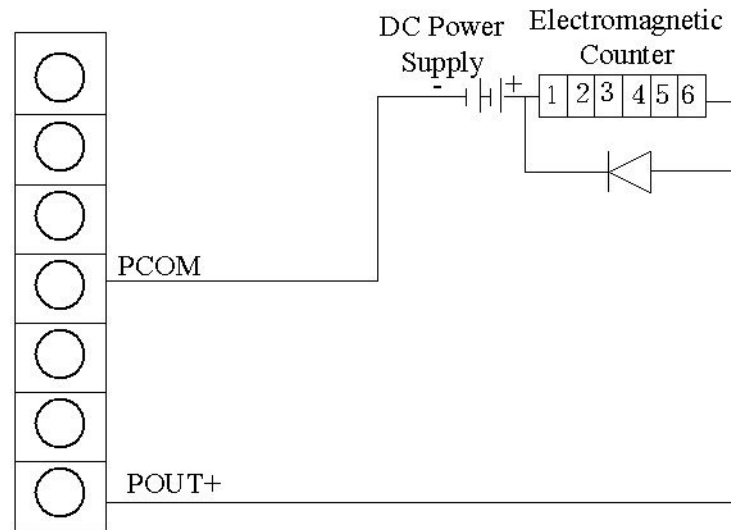 DC Power
Supply
- +
Electromagnetic
Counter
1 2 3 4 5 6
PCOM
POUT+